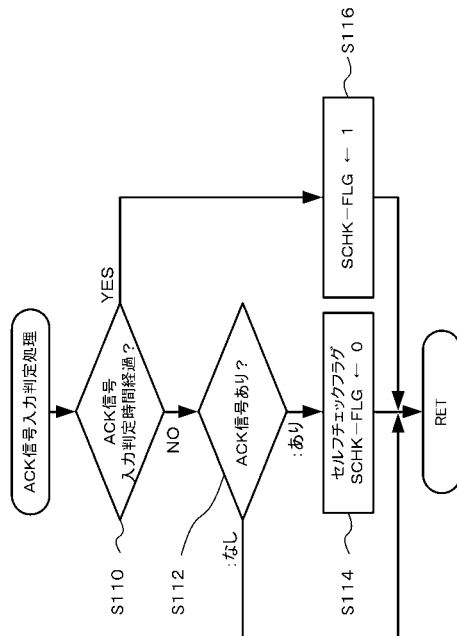 ACK信号入力判定処理
S110
ACK信号
入力判定時間経過？
YES
NO
S112
ACK信号あり？
:なし
:あり
S114
セルフチェックフラグ
SCHK－FLG ← 0
SCHK－FLG ← 1
S116
RET